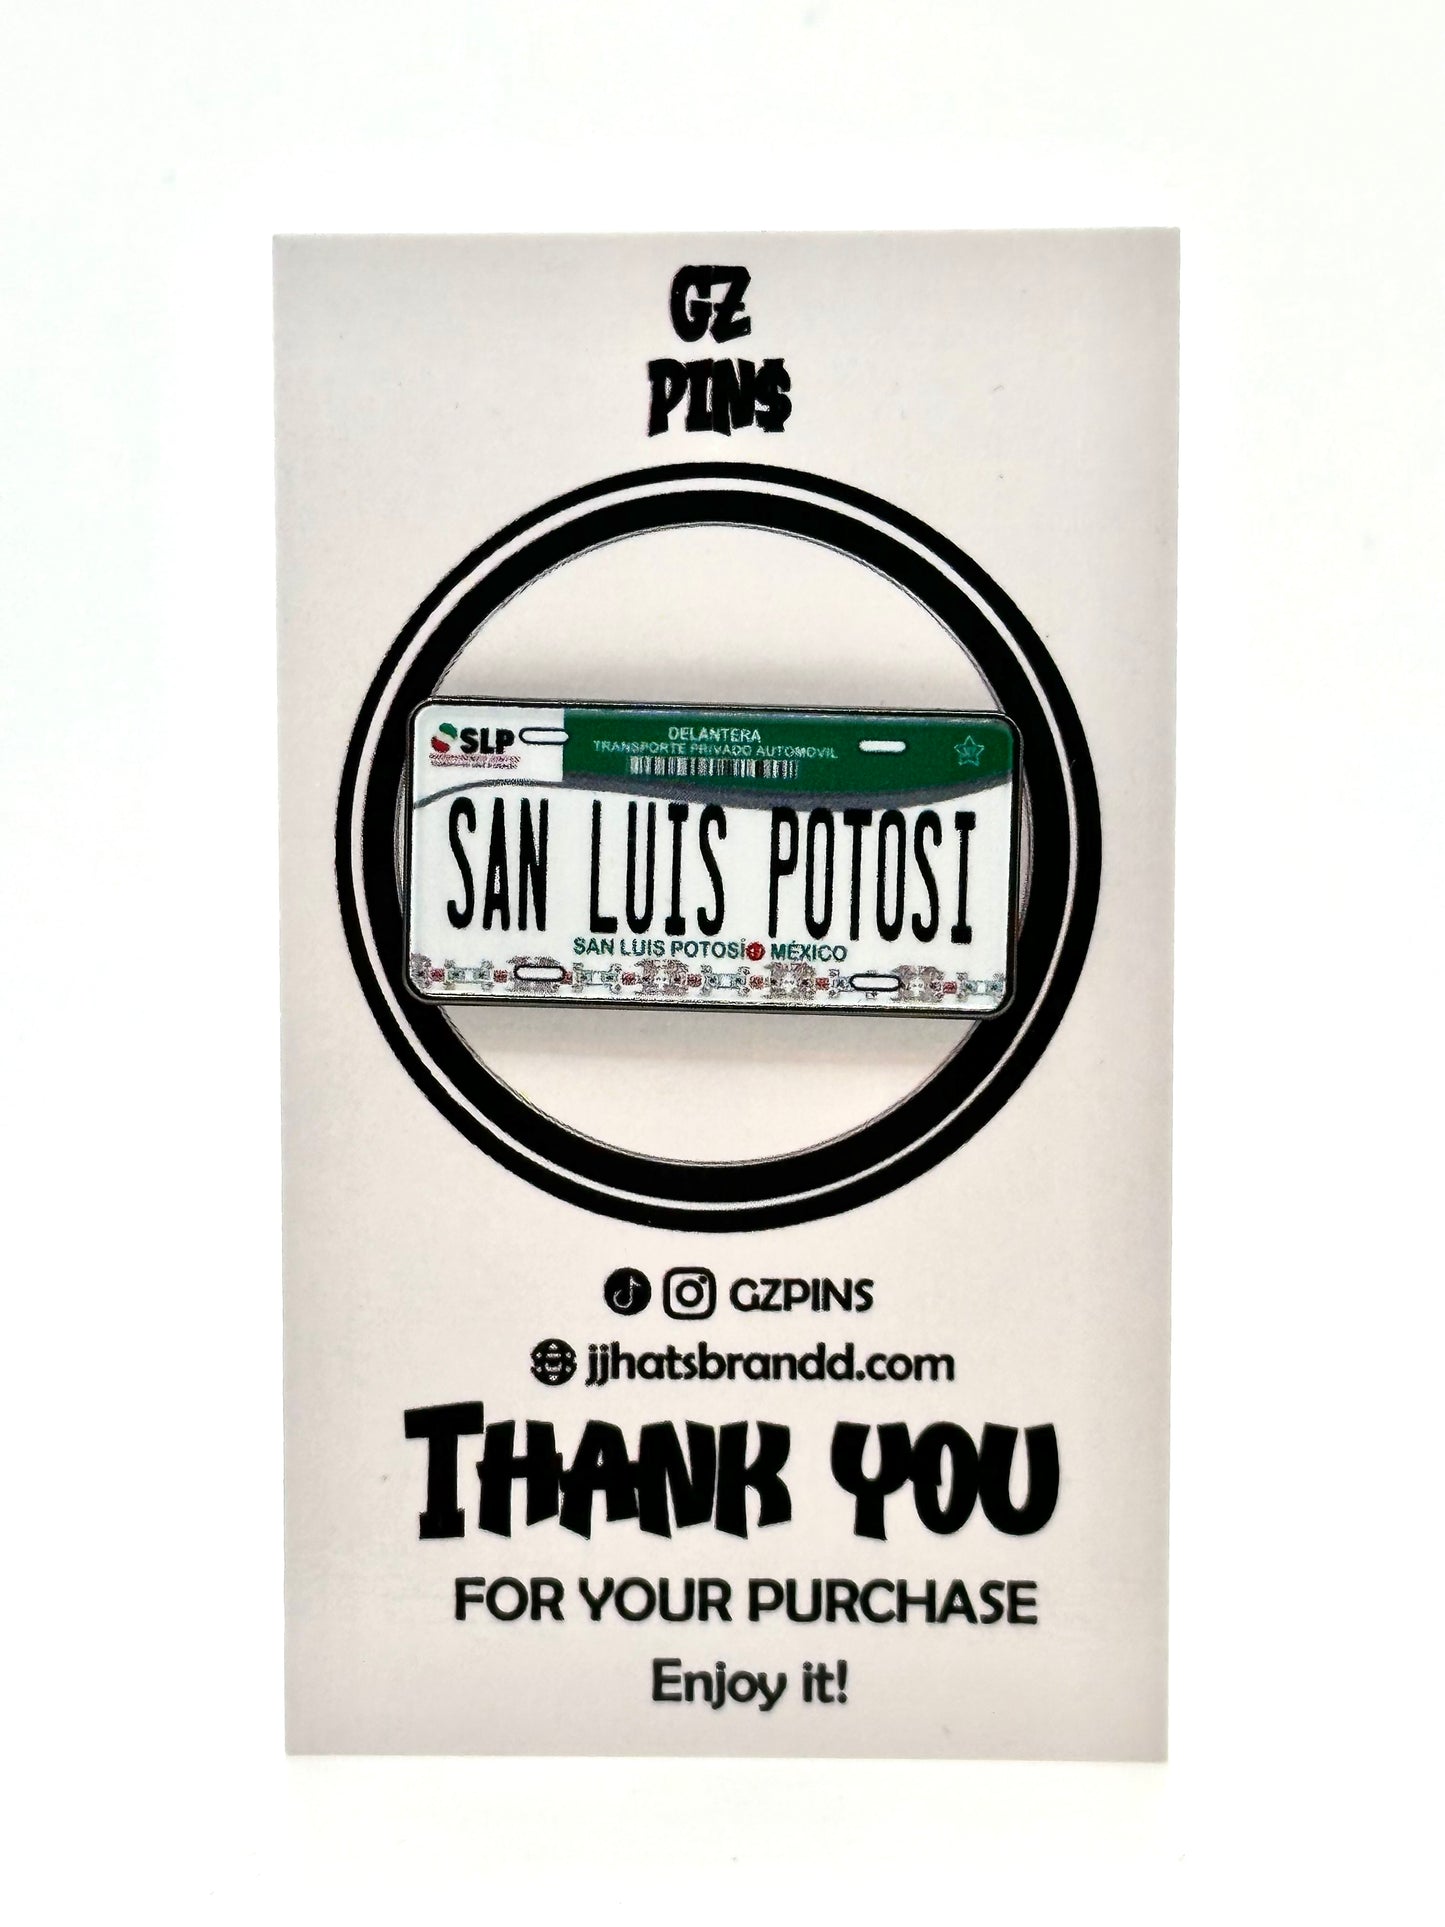 GZ
PIN$
SLP
DELANTERA
TRANSPORTE PRIVADO AUTOMOVIL
SAN LUIS POTOSI
SAN LUIS POTOSÍ MÉXICO
GZPINS
jjhatsbrandd.com
THANK YOU
FOR YOUR PURCHASE
Enjoy it!